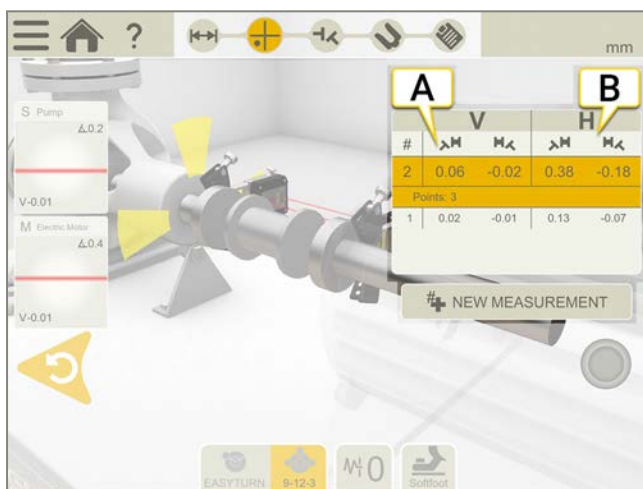 ?
mm
S Pump
∡0.2
V-0.01
M Electric Motor
∡0.4
V-0.01
A
B
V H
#
2 0.06 -0.02 0.38 -0.18
Points: 3
1 0.02 -0.01 0.13 -0.07
# NEW MEASUREMENT
EASYTURN 9-12-3 0 Softfoot